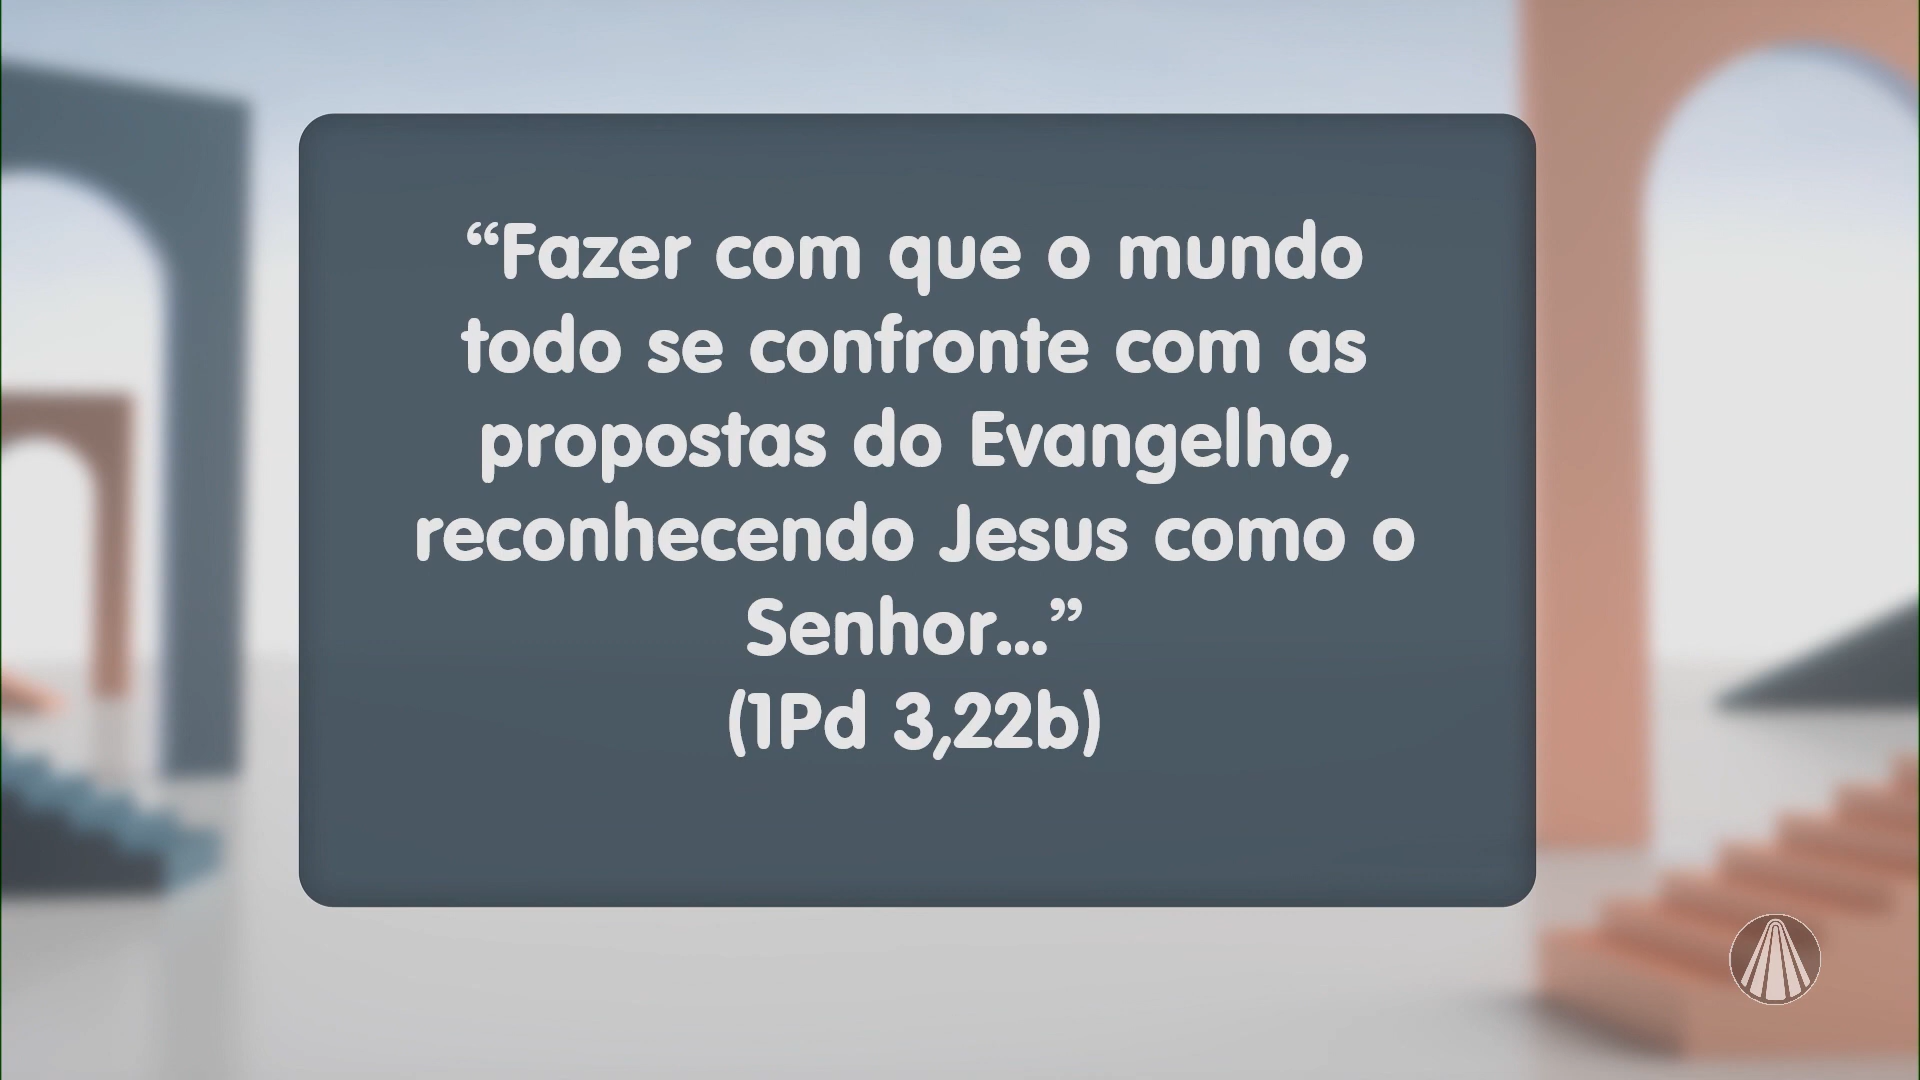 “Fazer com que o mundo
todo se confronte com as
propostas do Evangelho,
reconhecendo Jesus como o
Senhor...”
(1Pd 3,22b)